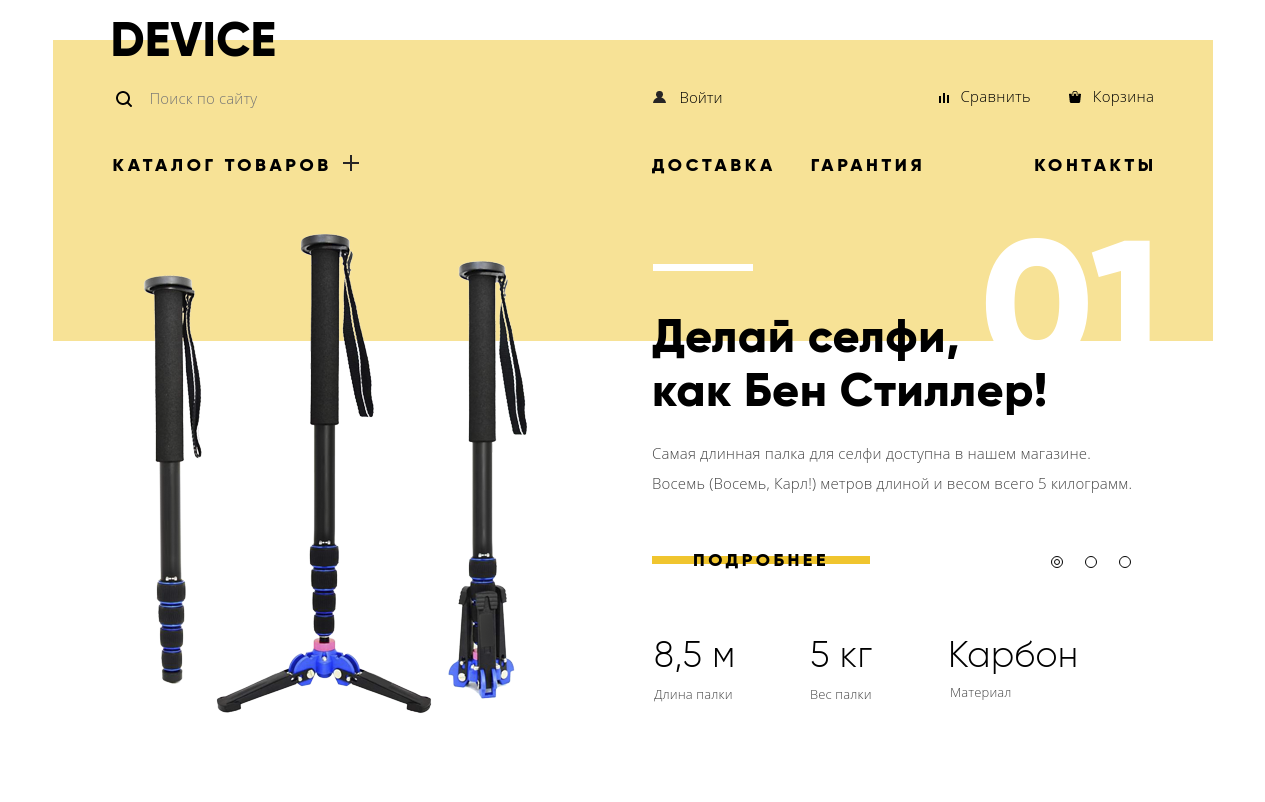 DEVICE
Поиск по сайту
Войти
Сравнить
Корзина
КАТАЛОГ ТОВАРОВ
ДОСТАВКА
ГАРАНТИЯ
КОНТАКТЫ
01
Делай селфи,
как Бен Стиллер!
Самая длинная палка для селфи доступна в нашем магазине.
Восемь (Восемь, Карл!) метров длиной и весом всего 5 килограмм.
ПОДРОБНЕЕ
8,5 м
Длина палки
5 кг
Вес палки
Карбон
Материал